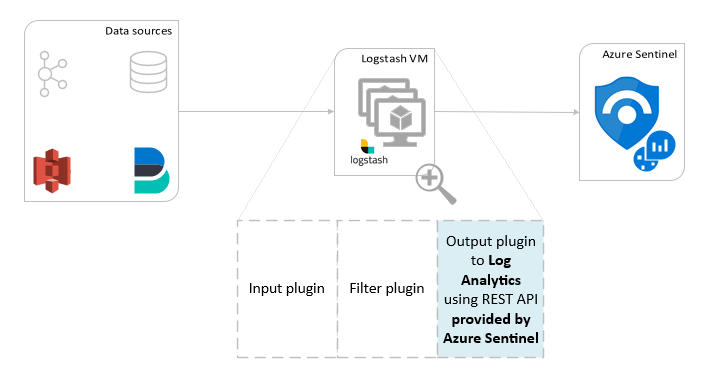 Data sources
Logstash VM
Azure Sentinel
logstash
Input plugin
Filter plugin
Output plugin
to Log
Analytics
using REST API
provided by
Azure Sentinel